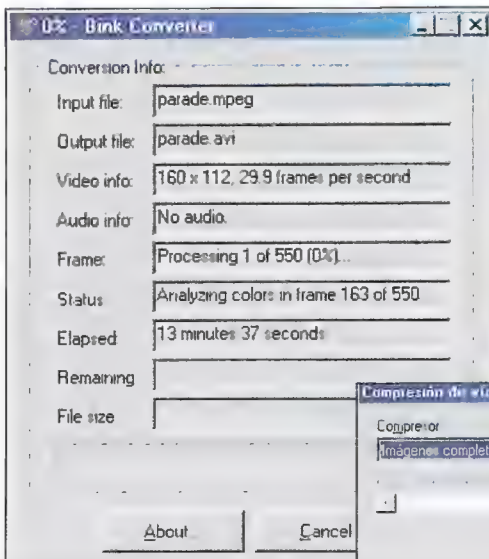 0% - Bink Converter
Conversion Info:
Input file: parade.mpeg
Output file: parade.avi
Video info: 160 x 112, 29.9 frames per second
Audio info: No audio.
Frame: Processing 1 of 550 (0%)...
Status Analyzing colors in frame 163 of 550
Elapsed: 13 minutes 37 seconds
Remaining
File size
About
Cancel
Compresión de
Compresor
Imágenes complet